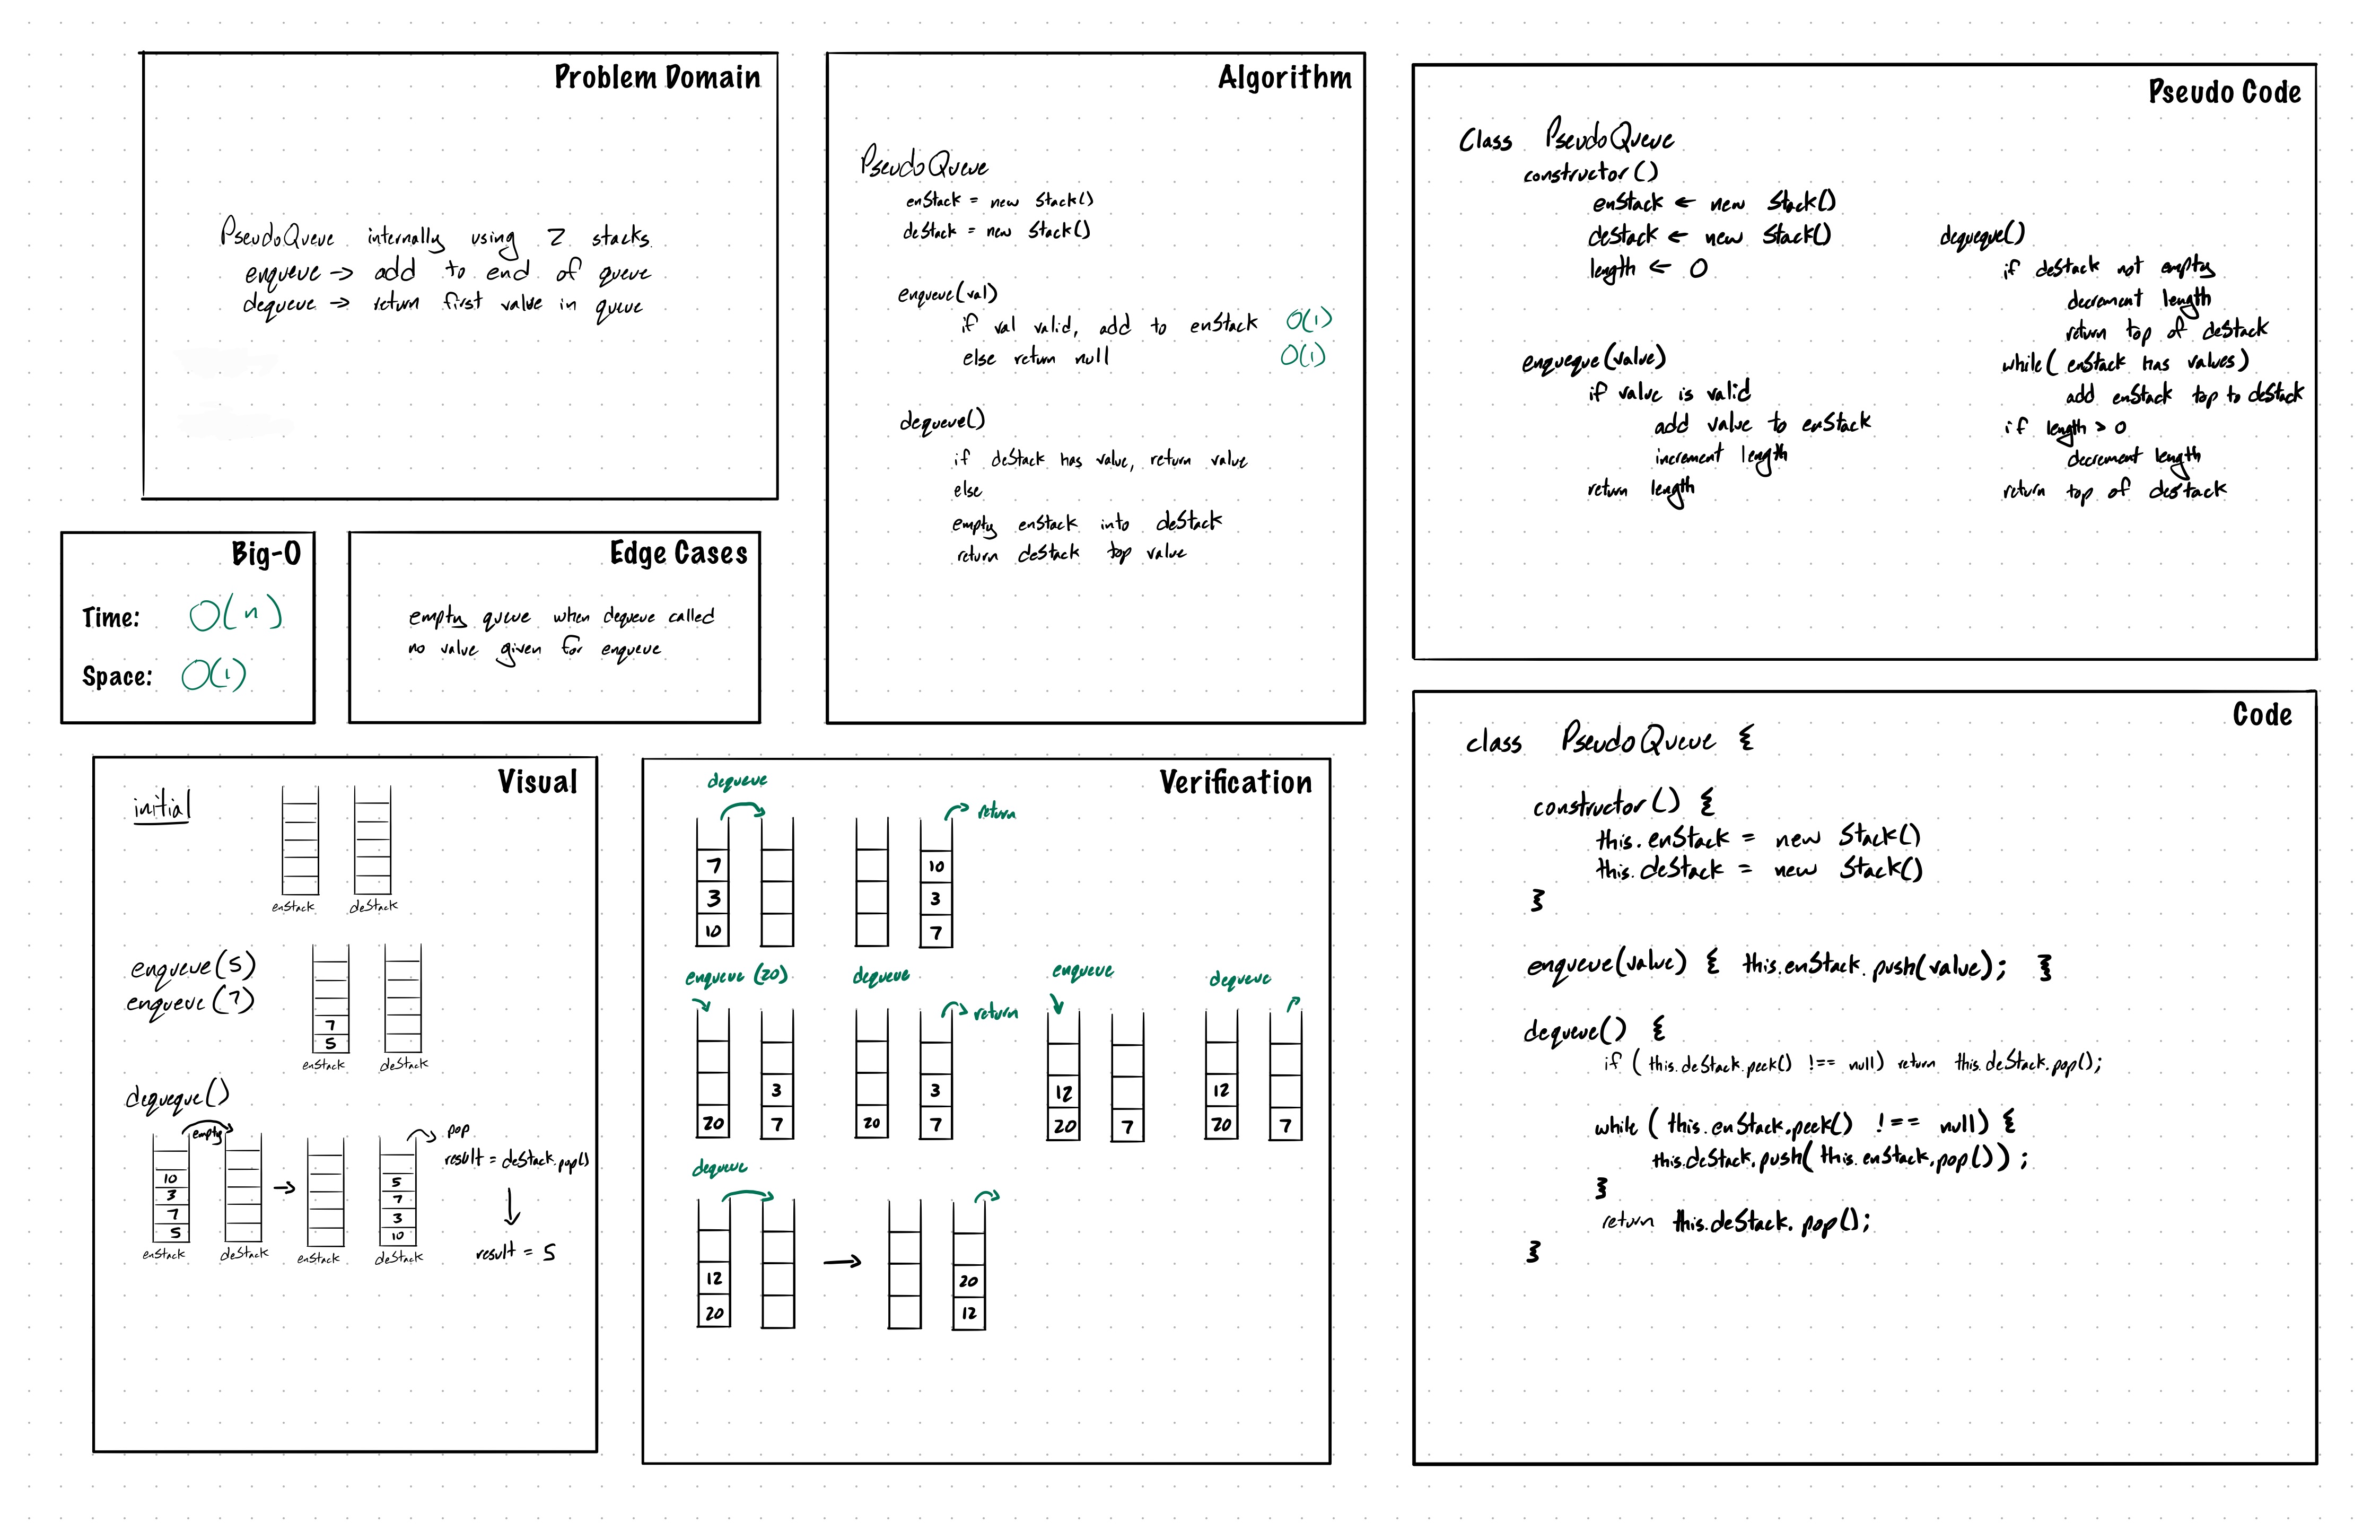 Problem Domain
PseudoQueue internally using 2 stacks
enqueue → add to end of queue
dequeue → return first value in queue
Algorithm
PseudoQueue
enStack = new Stack()
deStack = new Stack()
enqueue(val)
if val valid, add to enStack O(1)
else return null O(1)
dequeue()
if deStack has value, return value
else
empty enStack into deStack
return deStack top value
Pseudo Code
Class PseudoQueue
constructor()
enStack ← new Stack()
deStack ← new Stack()
length ← 0
enqueque(value)
if value is valid
add value to enStack
increment length
return length
dequeque()
if deStack not empty
decrement length
return top of deStack
while( enStack has values)
add enStack top to deStack
if length > 0
decrement length
return top of destack
Big-O
Time: O(n)
Space: O(1)
Edge Cases
empty queue when dequeue called
no value given for enqueue
Visual
initial
enStack deStack
enqueue(5)
enqueue(7)
7
5
enStack deStack
dequeque()
empty
10
3
7
5
enStack deStack
→
5
7
3
10
enStack deStack
pop
result = deStack.pop()
↓
result = 5
Verification
dequeue
7
3
10
return
10
3
7
enqueue (20)
20
3
7
dequeue
return
20
3
7
enqueue
12
20
7
dequeue
12
20
7
dequeue
12
20
→
20
12
Code
class PseudoQueue {
constructor() {
this.enStack = new Stack()
this.deStack = new Stack()
}
enqueue(value) { this.enStack.push(value); }
dequeue() {
if ( this.deStack.peek() !== null) return this.deStack.pop();
while ( this.enStack.peek() !== null) {
this.deStack.push( this.enStack.pop()) ;
}
return this.deStack. pop();
}